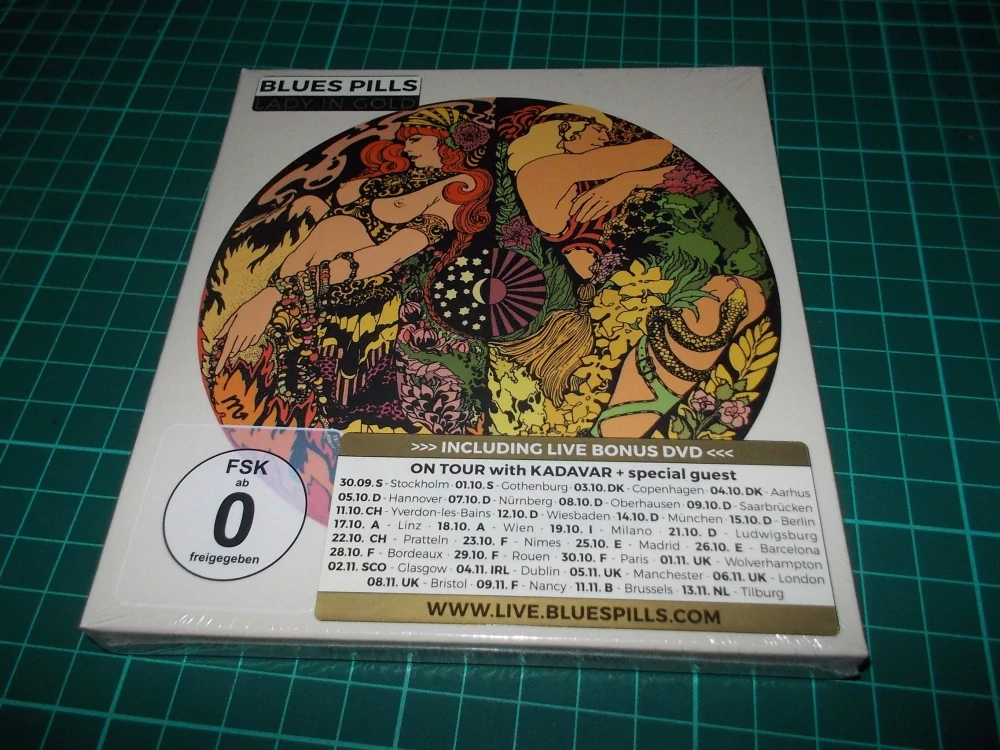 BLUES PILLS
LADY IN GOLD
>>> INCLUDING LIVE BONUS DVD <<<
ON TOUR with KADAVAR + special guest
30.09. S - Stockholm 01.10. S - Gothenburg 03.10. DK - Copenhagen 04.10. DK - Aarhus
05.10. D - Hannover 07.10. D - Nürnberg 08.10. D - Oberhausen 09.10. D - Saarbrücken
11.10. CH - Yverdon-les-Bains 12.10. D - Wiesbaden 14.10. D - München 15.10. D - Berlin
17.10. A - Linz 18.10. A - Wien 19.10. I - Milano 21.10. D - Ludwigsburg
22.10. CH - Pratteln 23.10. F - Nimes 25.10. E - Madrid 26.10. E - Barcelona
28.10. F - Bordeaux 29.10. F - Rouen 30.10. F - Paris 01.11. UK - Wolverhampton
02.11. SCO - Glasgow 04.11. IRL - Dublin 05.11. UK - Manchester 06.11. UK - London
08.11. UK - Bristol 09.11. F - Nancy 11.11. B - Brussels 13.11. NL - Tilburg
WWW.LIVE.BLUESPILLS.COM
FSK
ab
0
freigegeben